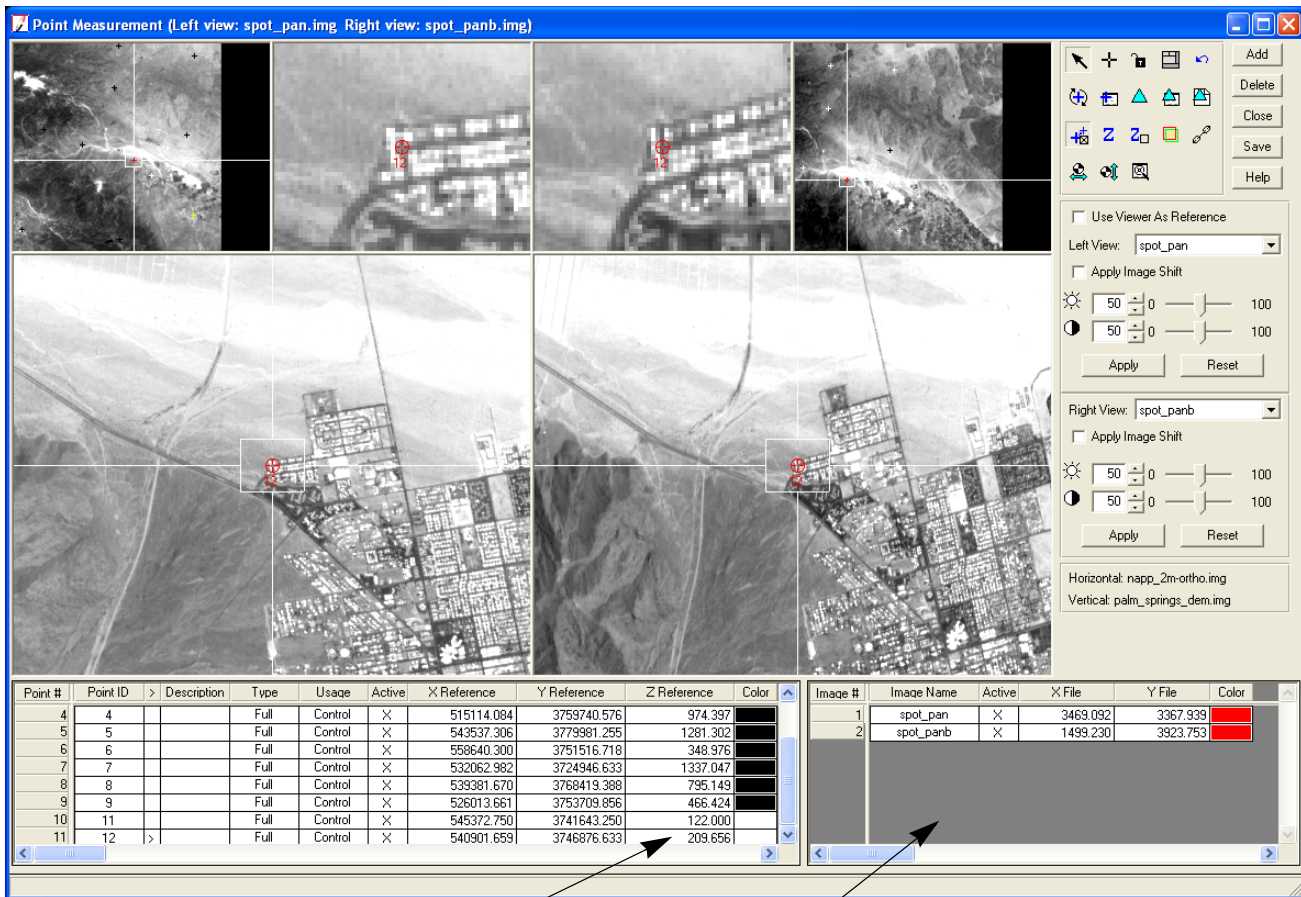 Point Measurement (Left view: spot_pan.img Right view: spot_panb.img)
12
12
12
12
Add
Delete
Close
Save
Help
Z Z
Use Viewer As Reference
Left View: spot_pan
Apply Image Shift
50 0 100
50 0 100
Apply Reset
Right View: spot_panb
Apply Image Shift
50 0 100
50 0 100
Apply Reset
Horizontal: napp_2m-ortho.img
Vertical: palm_springs_dem.img
Point # Point ID > Description Type Usage Active X Reference Y Reference Z Reference Color
4 4 Full Control X 515114.084 3759740.576 974.397
5 5 Full Control X 543537.306 3779981.255 1281.302
6 6 Full Control X 558640.300 3751516.718 348.976
7 7 Full Control X 532062.982 3724946.633 1337.047
8 8 Full Control X 539381.670 3768419.388 795.149
9 9 Full Control X 526013.661 3753709.856 466.424
10 11 Full Control X 545372.750 3741643.250 122.000
11 12 > Full Control X 540901.659 3746876.633 209.656
Image # Image Name Active X File Y File Color
1 spot_pan X 3469.092 3367.939
2 spot_panb X 1499.230 3923.753